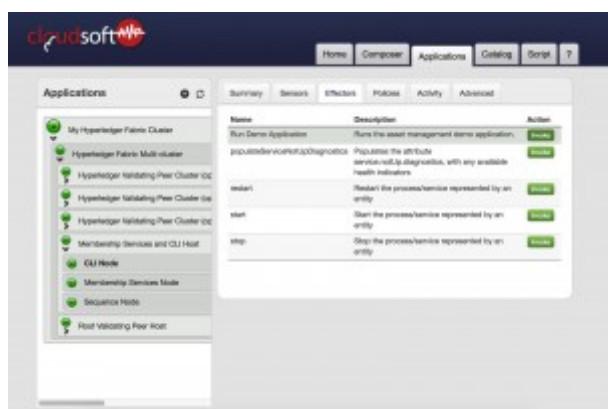 cloudsoft
Home Composer Applications Catalog Script ?
Applications
Summary Sensors Effectors Policies Activity Advanced
My Hyperledger Fabric Cluster
Hyperledger Fabric Multi-cluster
Hyperledger Validating Peer Cluster (op
Hyperledger Validating Peer Cluster (op
Hyperledger Validating Peer Cluster (op
Membership Services and CLI Host
CLI Node
Membership Services Node
Sequence Node
Root Validating Peer Host
Name Description Action
Run Demo Application Runs the asset management demo application. Invoke
populateServiceNotUpDiagnostics Populates the attribute Invoke
service.notUp.diagnostics, with any available
health indicators
restart Restart the process/service represented by an Invoke
entity
start Start the process/service represented by an Invoke
entity
stop Stop the process/service represented by an Invoke
entity